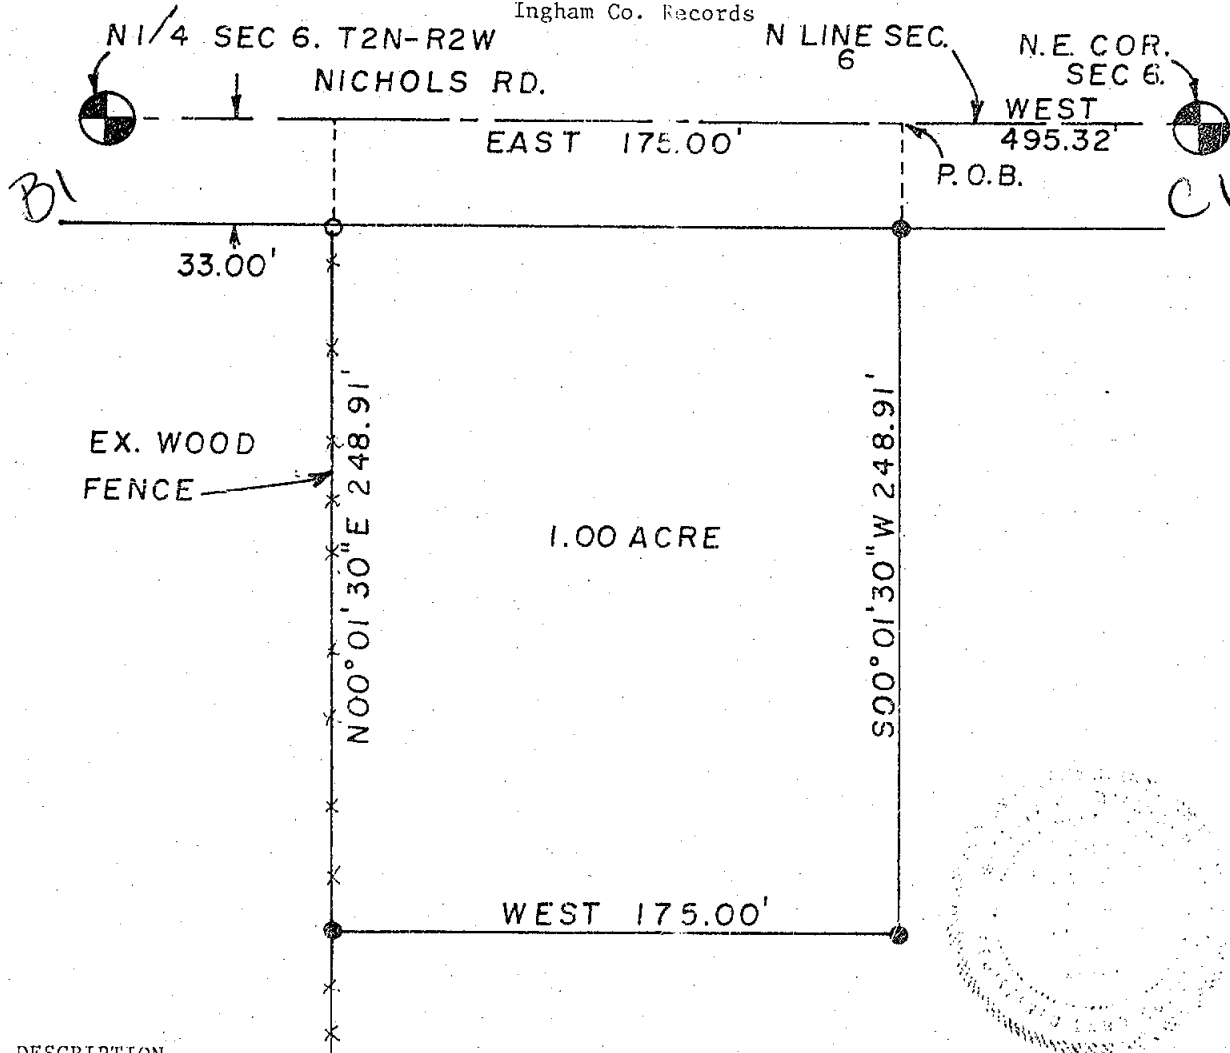 Ingham Co. Records
N 1/4 SEC 6. T2N-R2W
N LINE SEC. 6
N.E. COR. SEC 6.
NICHOLS RD.
WEST 495.32'
EAST 175.00'
P.O.B.
B1
C1
33.00'
EX. WOOD FENCE
N00°01'30"E 248.91'
S00°01'30"W 248.91'
1.00 ACRE
WEST 175.00'
DESCRIPTION